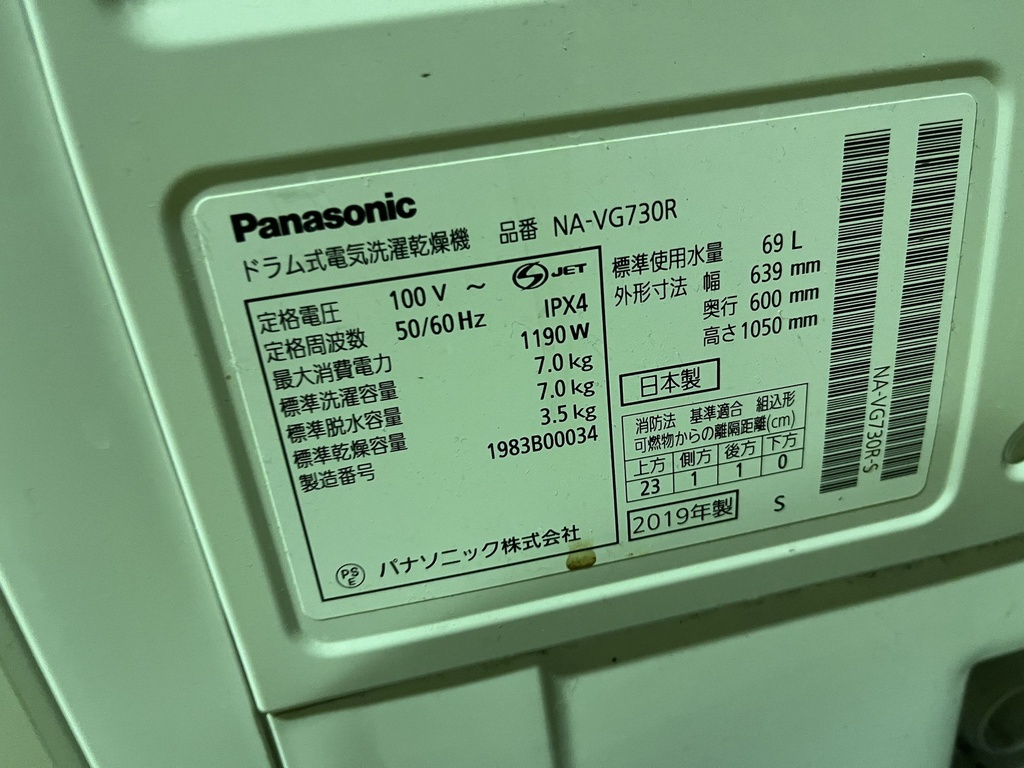 Panasonic
ドラム式電気洗濯乾燥機 品番 NA-VG730R
定格電圧 100 V ~ S JET
定格周波数 50/60 Hz IPX4
最大消費電力 1190 W
標準洗濯容量 7.0 kg
標準脱水容量 7.0 kg
標準乾燥容量 3.5 kg
製造番号 1983B00034
PS E パナソニック株式会社
標準使用水量 69 L
外形寸法 幅 639 mm
奥行 600 mm
高さ 1050 mm
日本製
消防法 基準適合 組込形
可燃物からの離隔距離(cm)
上方 側方 後方 下方
23 1 1 0
2019年製 S
NA-VG730R-S